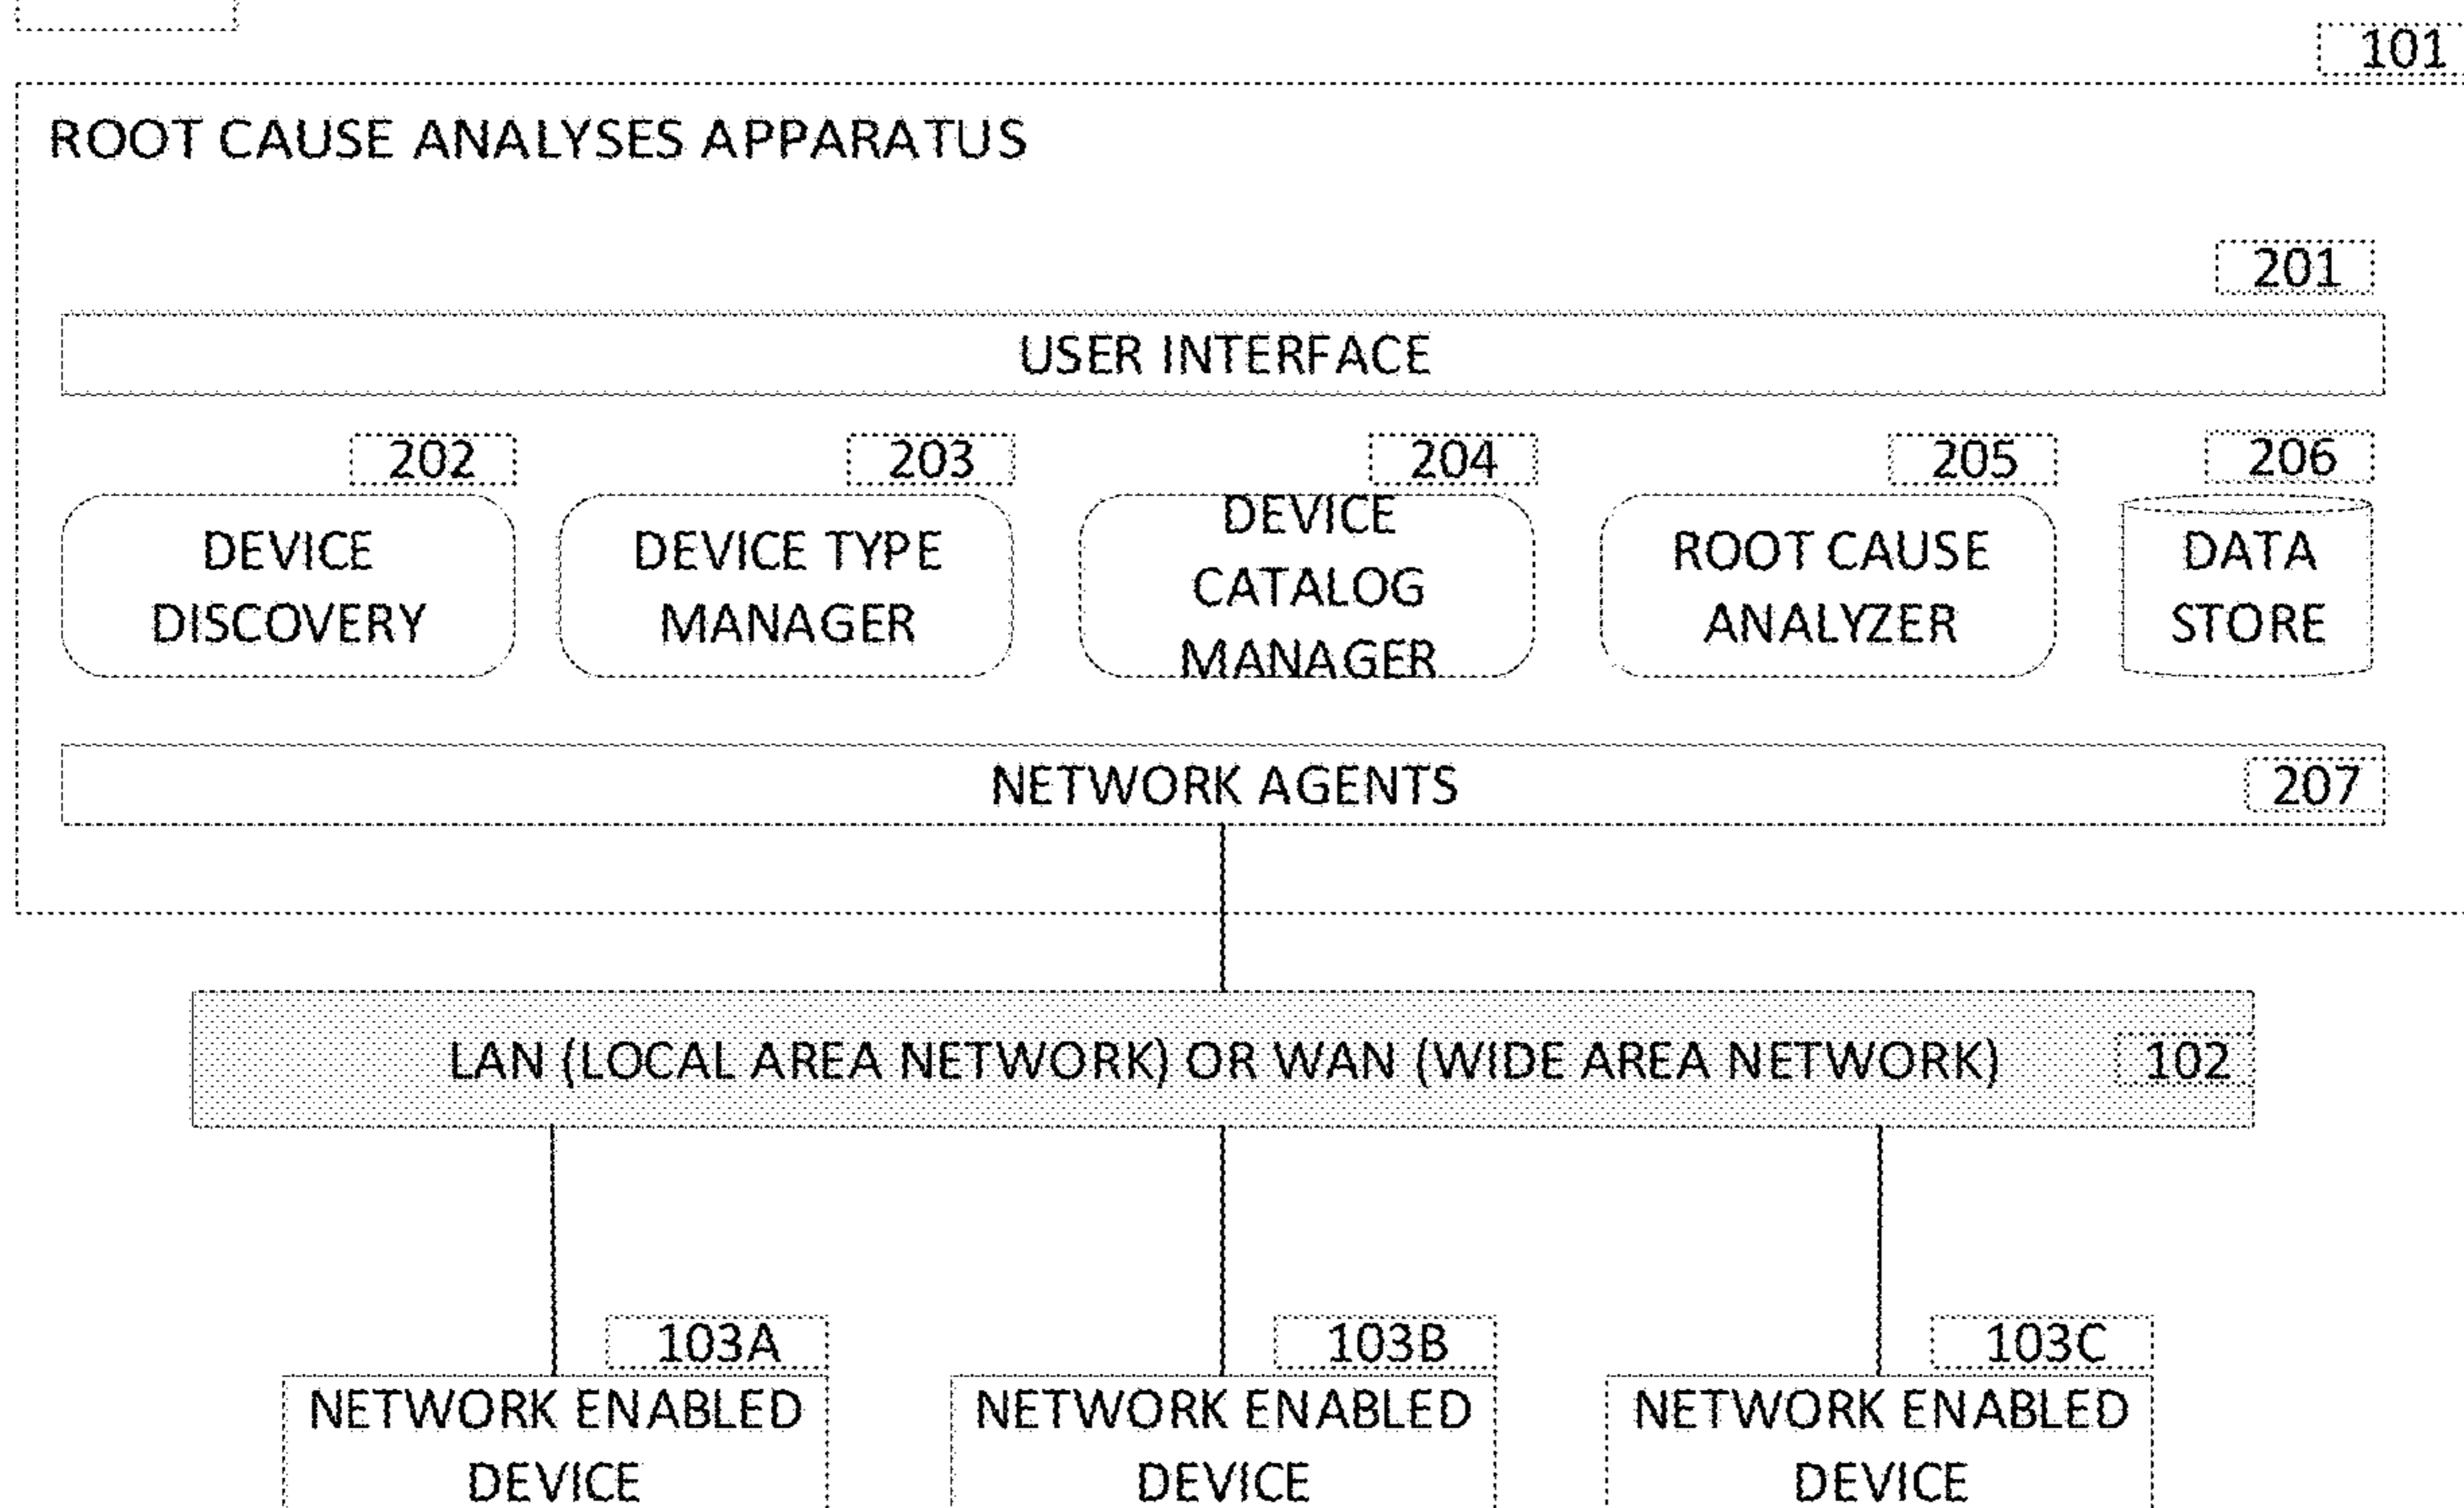 101
ROOT CAUSE ANALYSES APPARATUS
201
USER INTERFACE
202
203
204
205
206
DEVICE
DISCOVERY
DEVICE TYPE
MANAGER
DEVICE
CATALOG
MANAGER
ROOT CAUSE
ANALYZER
DATA
STORE
NETWORK AGENTS
207
LAN (LOCAL AREA NETWORK) OR WAN (WIDE AREA NETWORK)
102
103A
103B
103C
NETWORK ENABLED
DEVICE
NETWORK ENABLED
DEVICE
NETWORK ENABLED
DEVICE